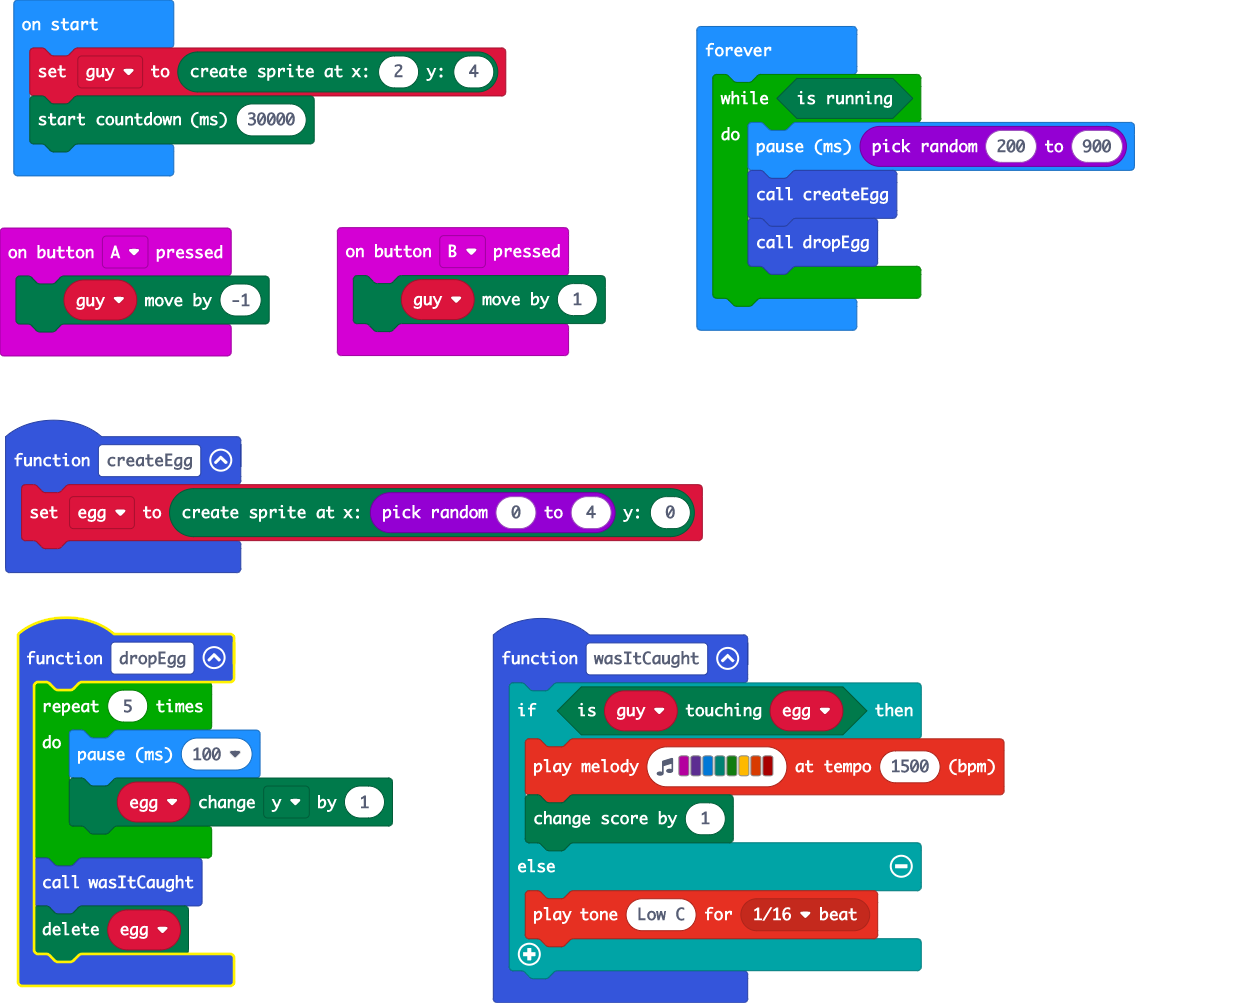 on start
set guy to create sprite at x: 2 y: 4
start countdown (ms) 30000
forever
while is running
do
pause (ms) pick random 200 to 900
call createEgg
call dropEgg
on button A pressed
guy move by -1
on button B pressed
guy move by 1
function createEgg
set egg to create sprite at x: pick random 0 to 4 y: 0
function dropEgg
repeat 5 times
do
pause (ms) 100
egg change y by 1
call wasItCaught
delete egg
function wasItCaught
if is guy touching egg then
play melody at tempo 1500 (bpm)
change score by 1
else
play tone Low C for 1/16 beat